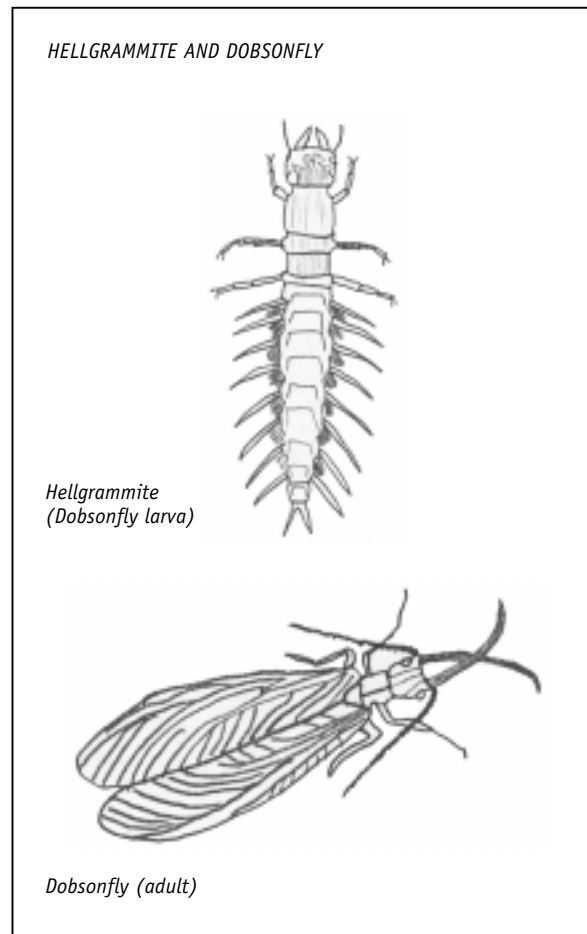 HELLGRAMMITE AND DOBSONFLY
Hellgrammite
(Dobsonfly larva)
Dobsonfly (adult)